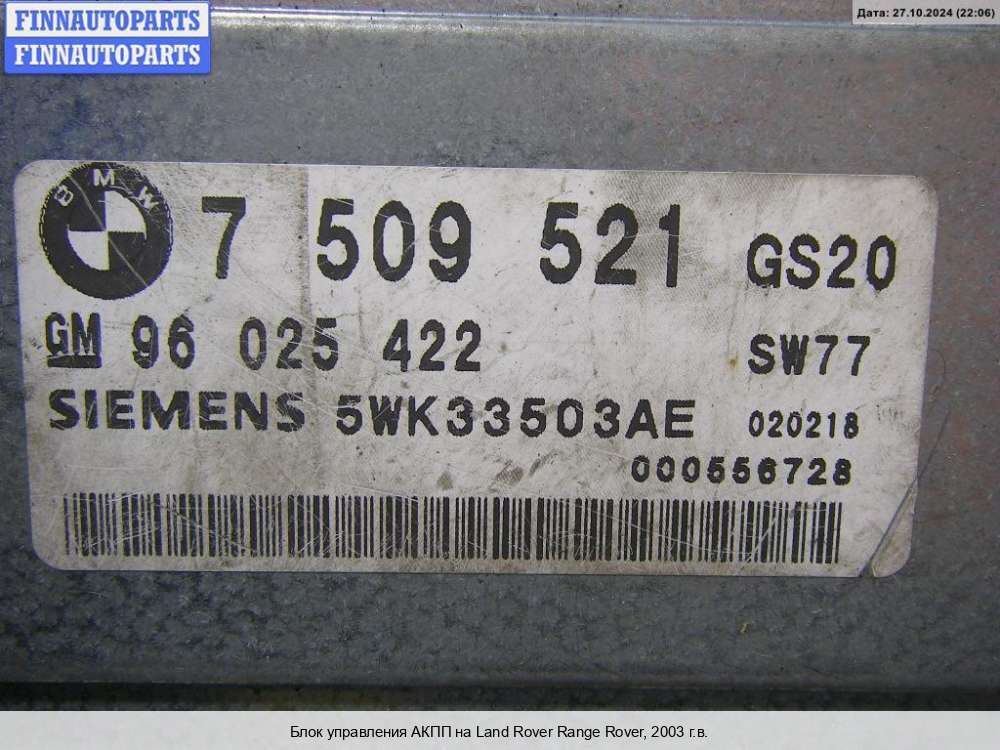 FINNAUTOPARTS
FINNAUTOPARTS
Дата: 27.10.2024 (22:06)
BMW 7 509 521 GS20
GM 96 025 422 SW77
SIEMENS 5WK33503AE 020218
000556728
Блок управления АКПП на Land Rover Range Rover, 2003 г.в.